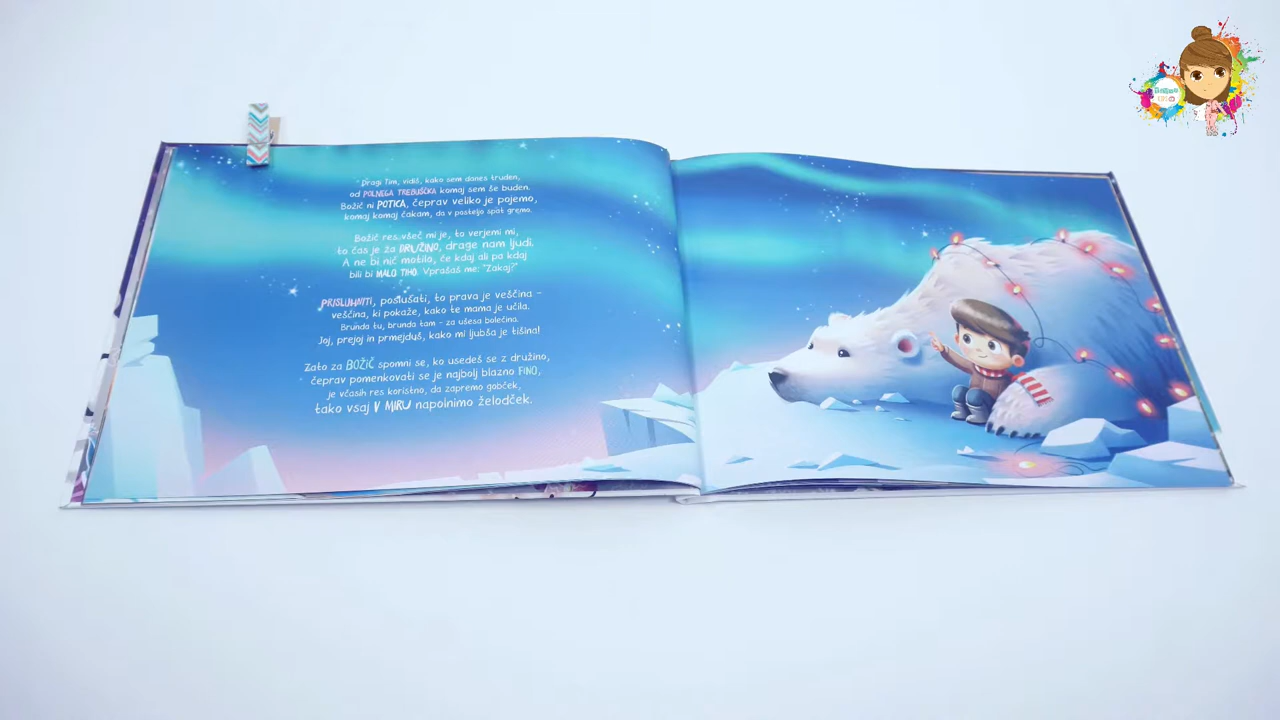 "Dragi Tim, vidiš, kako sem danes truden,
od POLNEGA TREBUŠČKA komaj sem še buden.
Božič ni POTICA, čeprav veliko je pojemo,
komaj komaj čakam, da v posteljo spat gremo.
Božič res všeč mi je, to verjemi mi,
to čas je za DRUŽINO, drage nam ljudi.
A ne bi nič motilo, če kdaj ali pa kdaj
bili bi MALO TIHO. Vprašaš me: "Zakaj?"
PRISLUHNITI, poslušati, to prava je veščina –
veščina, ki pokaže, kako te mama je učila.
Brunda tu, brunda tam – za ušesa bolečina.
Joj, prejoj in prmejduš, kako mi ljubša je tišina!
Zato za BOŽIČ spomni se, ko usedeš se z družino,
čeprav pomenkovati se je najbolj blazno FINO,
je včasih res koristno, da zapremo gobček,
tako vsaj V MIRU napolnimo želodček.